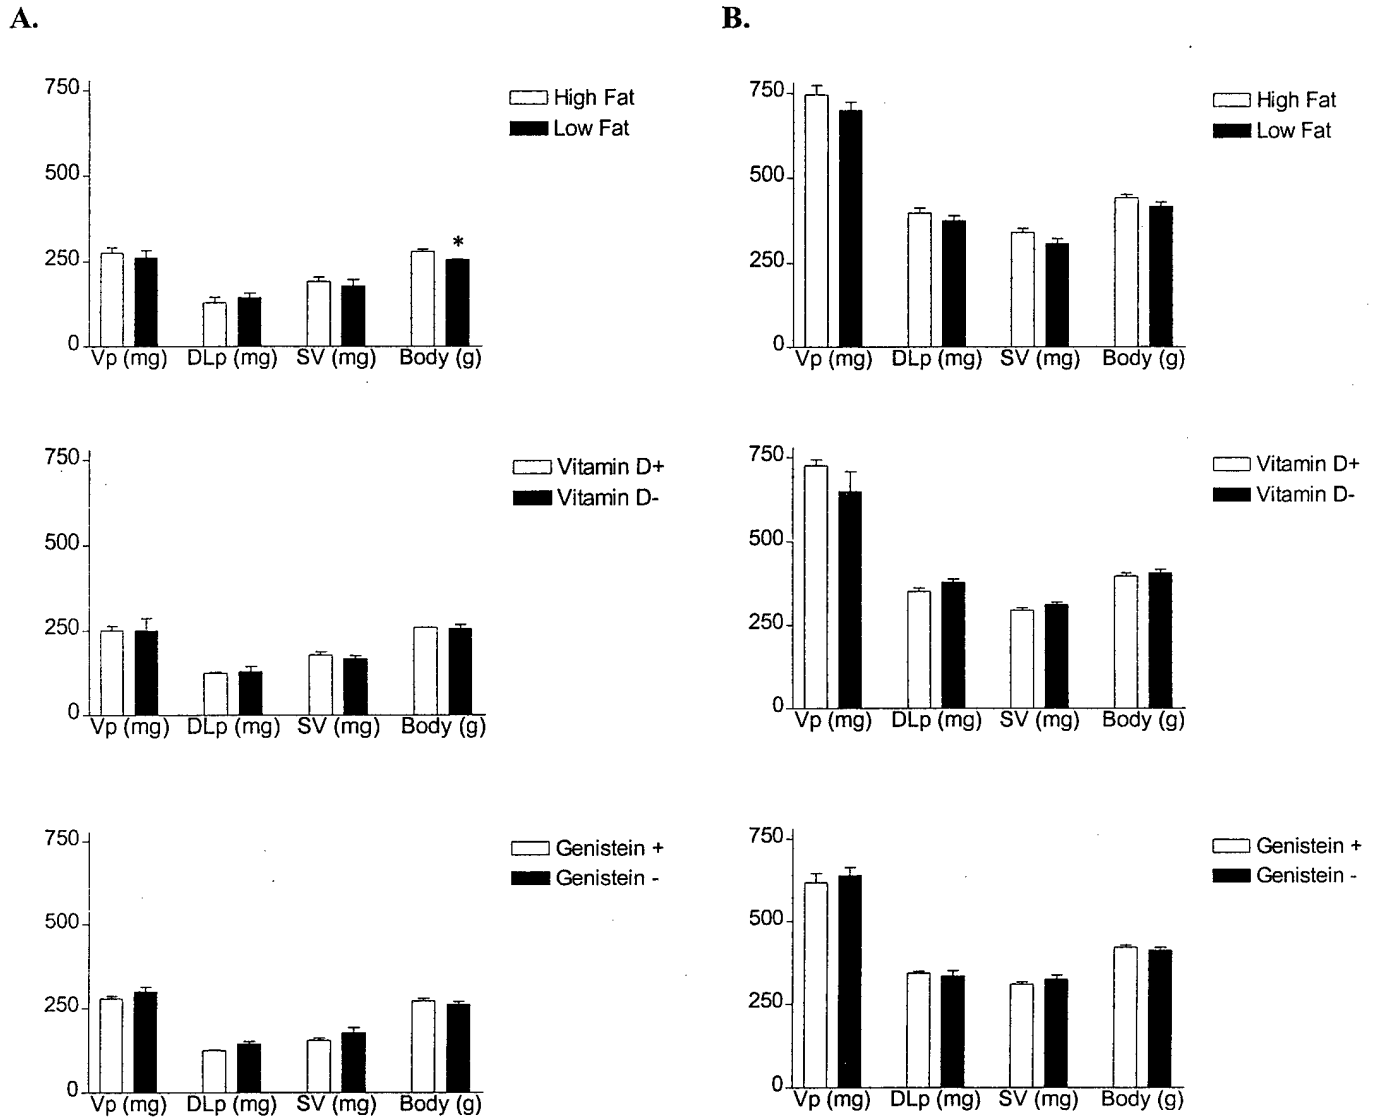 A.
750
500
250
0
High Fat
Low Fat
*
Vp (mg) DLp (mg) SV (mg) Body (g)
B.
750
500
250
0
High Fat
Low Fat
Vp (mg) DLp (mg) SV (mg) Body (g)
750
500
250
0
Vitamin D+
Vitamin D-
Vp (mg) DLp (mg) SV (mg) Body (g)
750
500
250
0
Vitamin D+
Vitamin D-
Vp (mg) DLp (mg) SV (mg) Body (g)
750
500
250
0
Genistein +
Genistein -
Vp (mg) DLp (mg) SV (mg) Body (g)
750
500
250
0
Genistein +
Genistein -
Vp (mg) DLp (mg) SV (mg) Body (g)